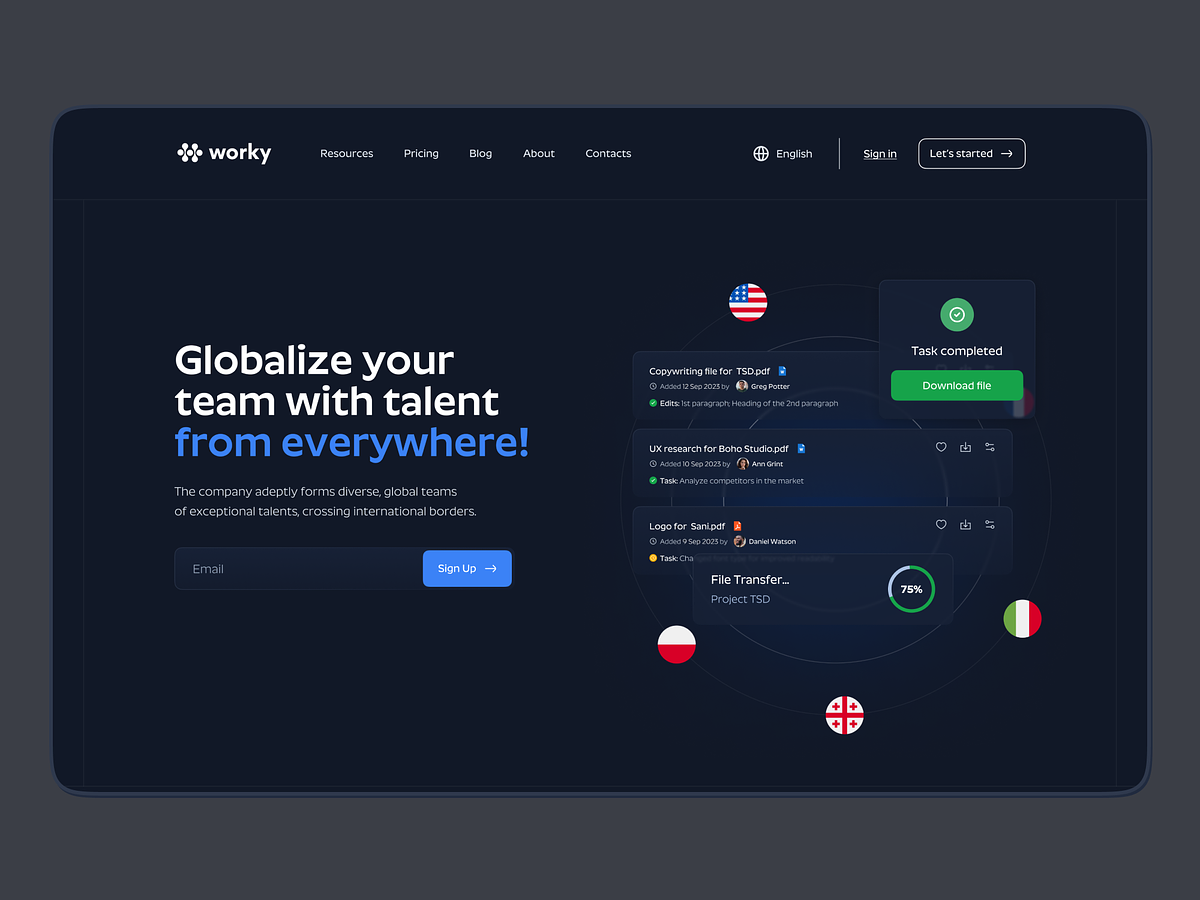 worky
Resources
Pricing
Blog
About
Contacts
English
Sign in
Let's started
Globalize your
team with talent
from everywhere!
The company adeptly forms diverse, global teams
of exceptional talents, crossing international borders.
Email
Sign Up
Task completed
Download file
Copywriting file for TSD.pdf
Added 12 Sep 2023 by Greg Potter
Edits: 1st paragraph; Heading of the 2nd paragraph
UX research for Boho Studio.pdf
Added 10 Sep 2023 by Ann Grint
Task: Analyze competitors in the market
Logo for Sani.pdf
Added 9 Sep 2023 by Daniel Watson
Task:
File Transfer...
Project TSD
75%